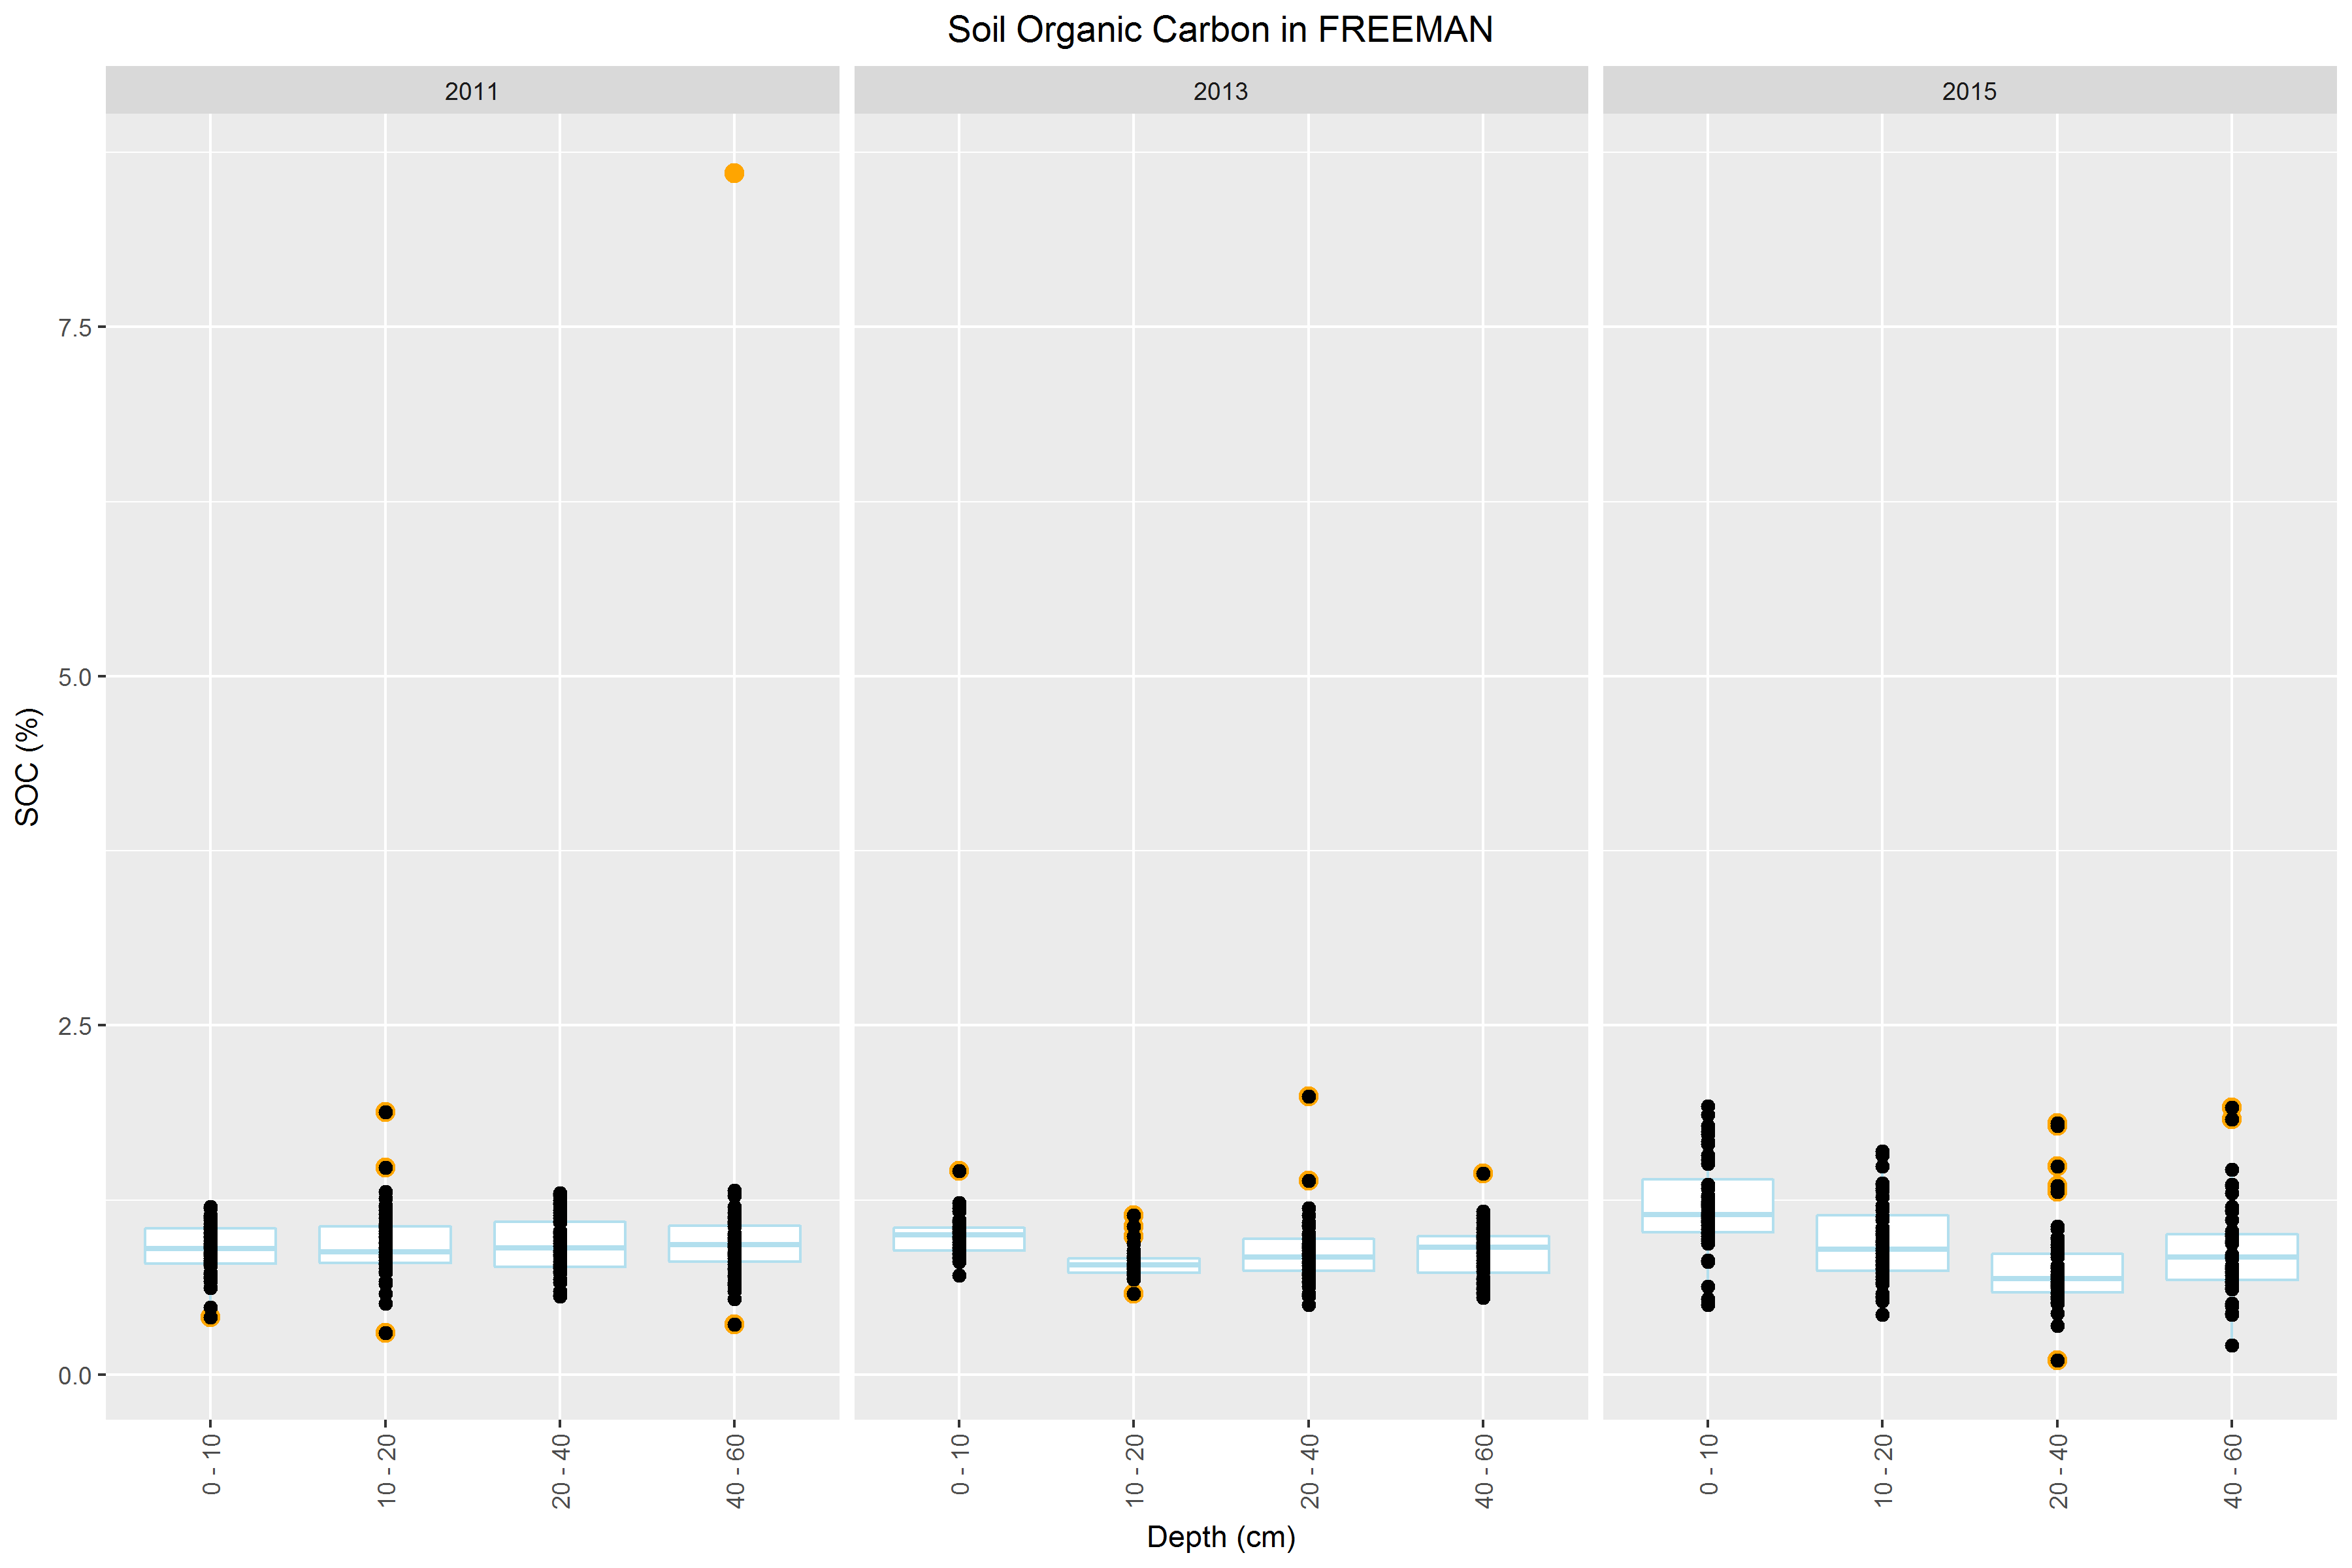 Soil Organic Carbon in FREEMAN
2011 2013 2015
SOC (%)
7.5
5.0
2.5
0.0
0 - 10 10 - 20 20 - 40 40 - 60 0 - 10 10 - 20 20 - 40 40 - 60 0 - 10 10 - 20 20 - 40 40 - 60
Depth (cm)